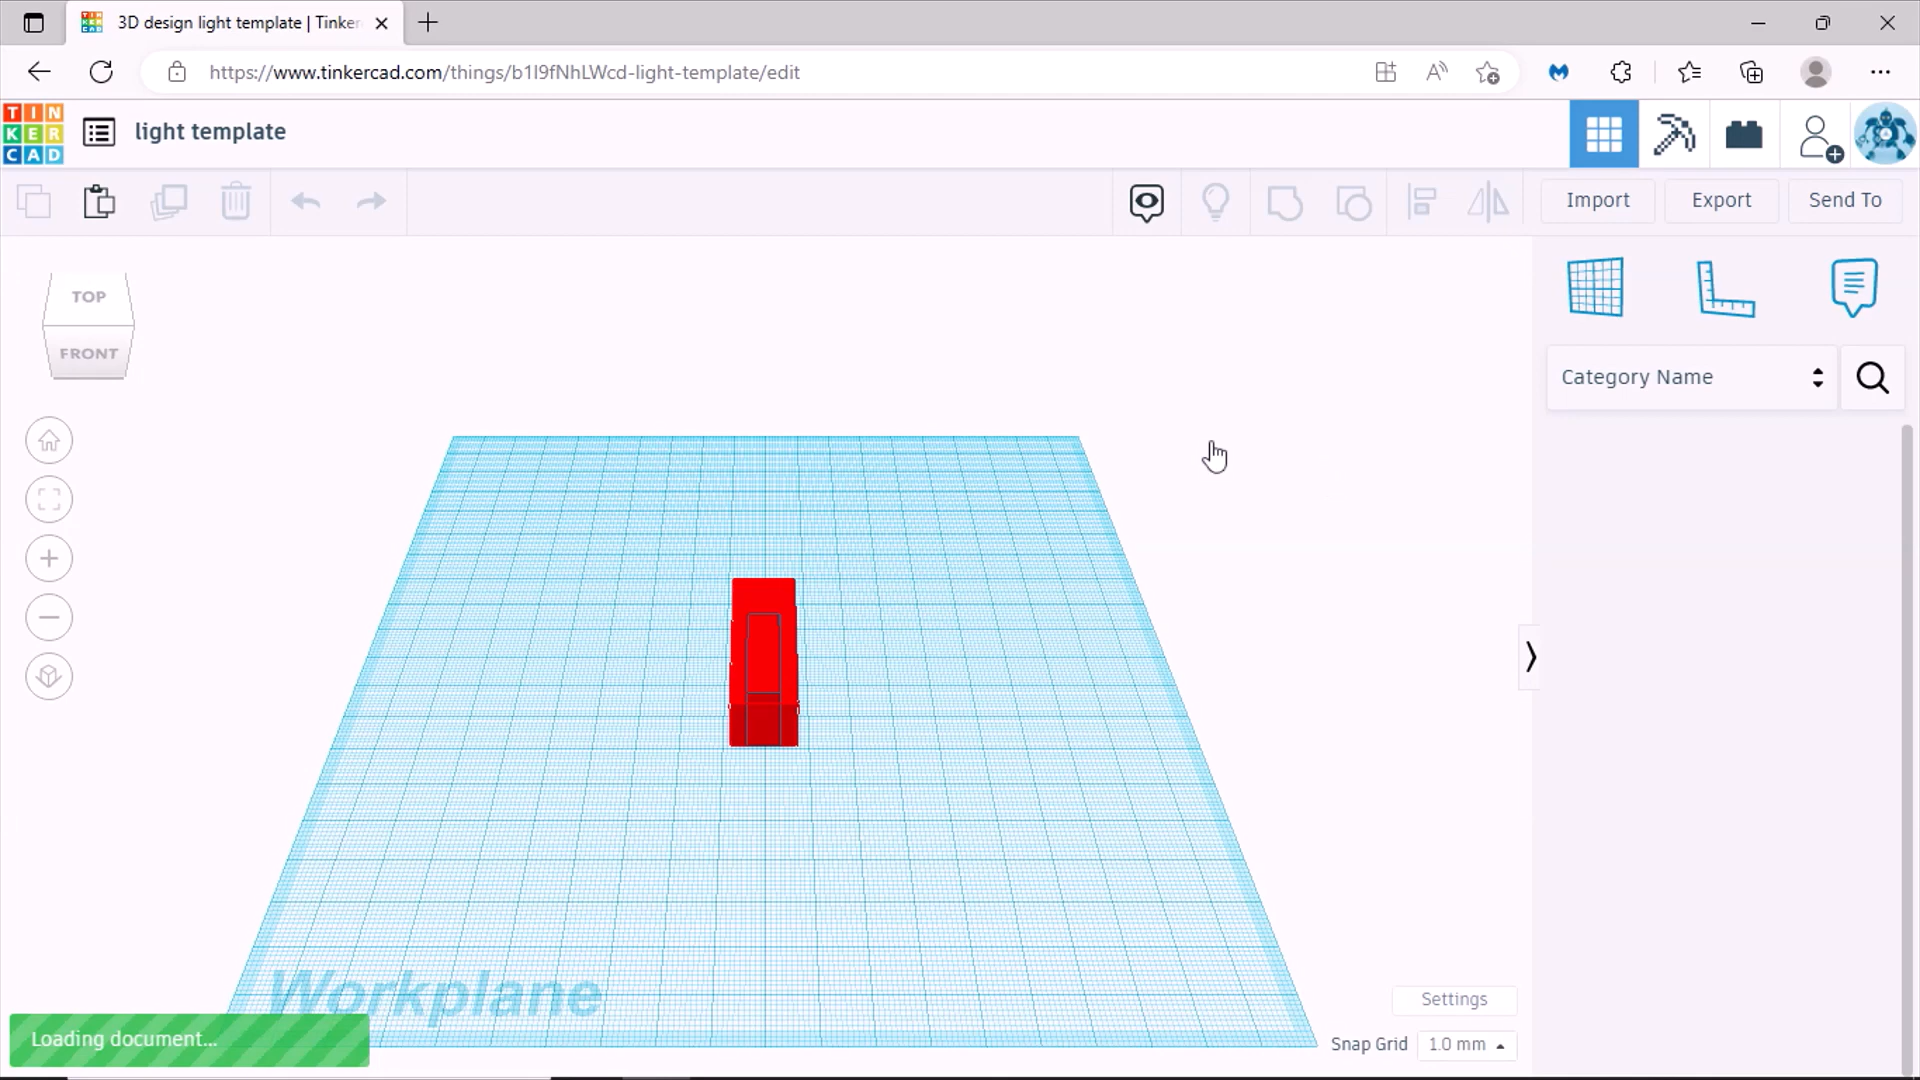 3D design light template | Tinker
https://www.tinkercad.com/things/b1I9fNhLWcd-light-template/edit
TIN
KER
CAD
light template
Import
Export
Send To
TOP
FRONT
Category Name
Workplane
Settings
Loading document...
Snap Grid
1.0 mm